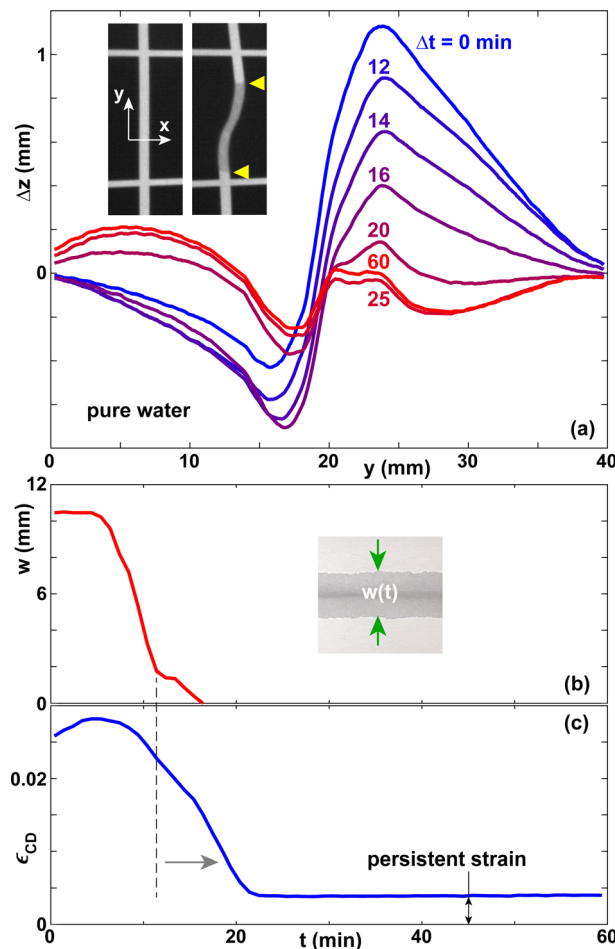 1
Δz (mm)
0
y
x
Δt = 0 min
12
14
16
20
60
25
pure water
(a)
0 10 20 30 40
y (mm)
12
w (mm)
6
0
w(t)
(b)
(c)
0.02
ϵCD
0
persistent strain
0 20 40 60
t (min)